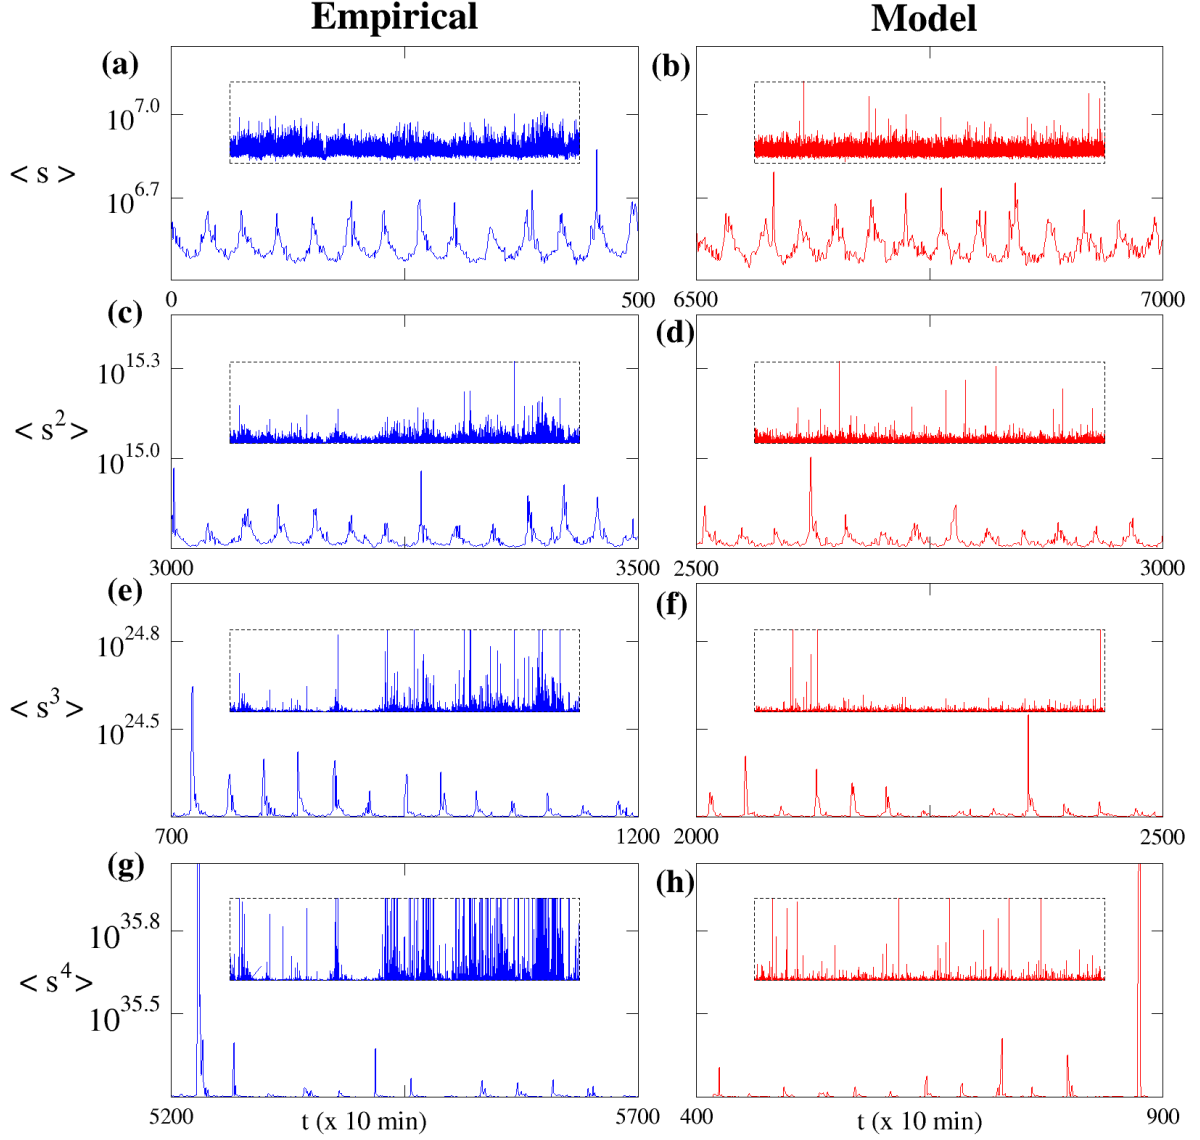 Empirical Model
(a) (b)
10^7.0
< s >
10^6.7
0 500 6500 7000
(c) (d)
10^15.3
< s^2 >
10^15.0
3000 3500 2500 3000
(e) (f)
10^24.8
< s^3 >
10^24.5
700 1200 2000 2500
(g) (h)
10^35.8
< s^4 >
10^35.5
5200 t (x 10 min) 5700 400 t (x 10 min) 900